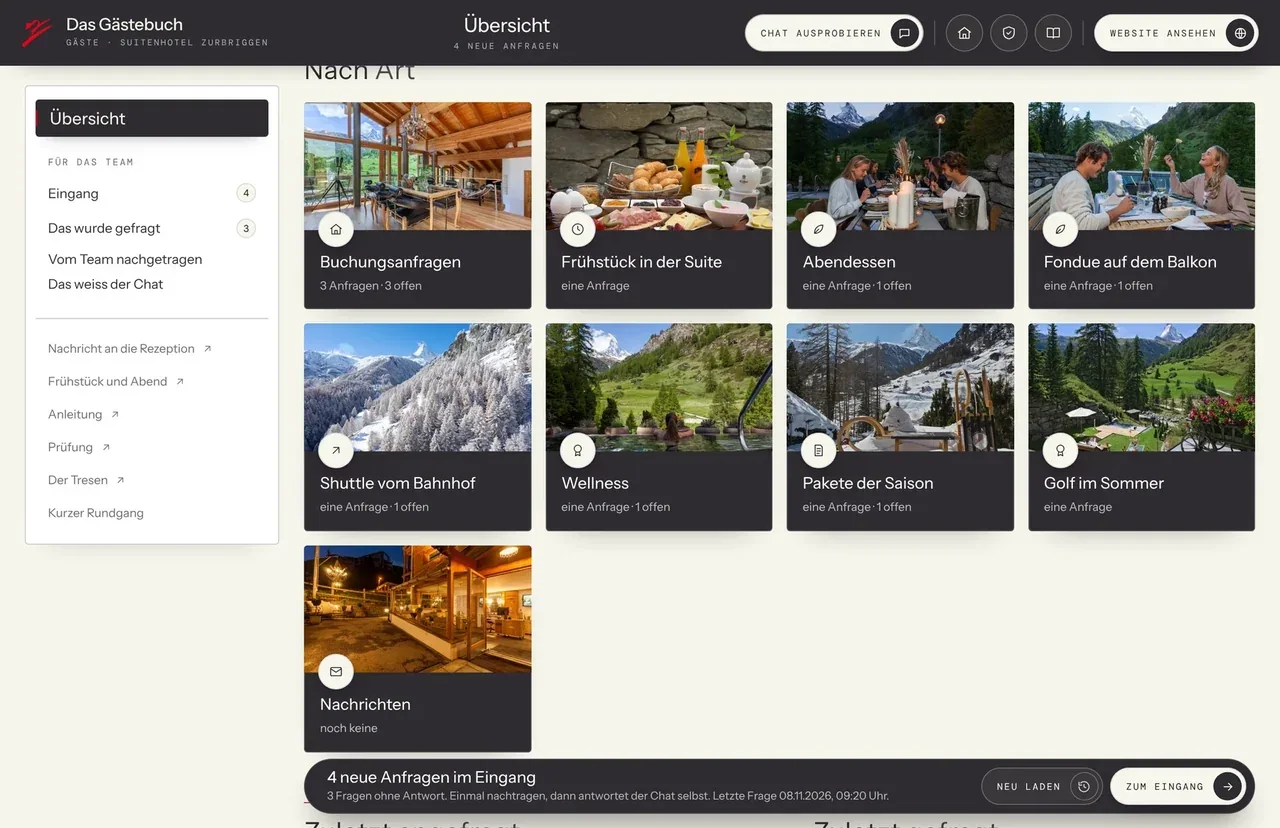 Das Gästebuch
GÄSTE · SUITENHOTEL ZURBRIGGEN
Übersicht
4 NEUE ANFRAGEN
CHAT AUSPROBIEREN
WEBSITE ANSEHEN
Übersicht
FÜR DAS TEAM
Eingang 4
Das wurde gefragt 3
Vom Team nachgetragen
Das weiss der Chat
Nachricht an die Rezeption
Frühstück und Abend
Anleitung
Prüfung
Der Tresen
Kurzer Rundgang
Nach Art
Buchungsanfragen
3 Anfragen · 3 offen
Frühstück in der Suite
eine Anfrage
Abendessen
eine Anfrage · 1 offen
Fondue auf dem Balkon
eine Anfrage · 1 offen
Shuttle vom Bahnhof
eine Anfrage · 1 offen
Wellness
eine Anfrage · 1 offen
Pakete der Saison
eine Anfrage · 1 offen
Golf im Sommer
eine Anfrage
Nachrichten
noch keine
4 neue Anfragen im Eingang
3 Fragen ohne Antwort. Einmal nachtragen, dann antwortet der Chat selbst. Letzte Frage 08.11.2026, 09:20 Uhr.
NEU LADEN
ZUM EINGANG